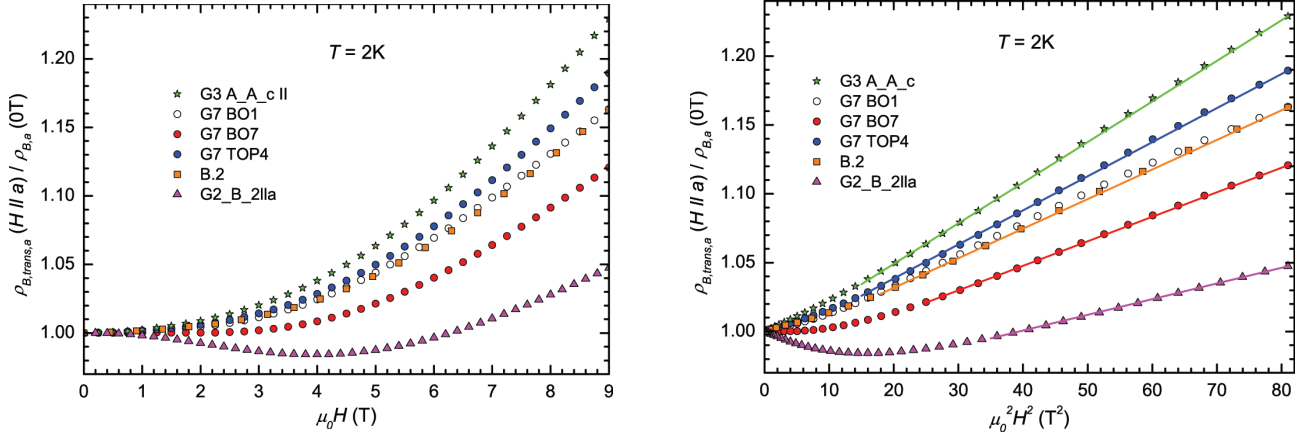 T = 2K
G3 A_A_c II
G7 BO1
G7 BO7
G7 TOP4
B.2
G2_B_2IIa
1.20
1.15
1.10
1.05
1.00
0 1 2 3 4 5 6 7 8 9
μ₀H (T)
ρB,trans,a (H II a) / ρB,a (0T)
T = 2K
G3 A_A_c
G7 BO1
G7 BO7
G7 TOP4
B.2
G2_B_2IIa
1.20
1.15
1.10
1.05
1.00
0 10 20 30 40 50 60 70 80
μ₀²H² (T²)
ρB,trans,a (H II a) / ρB,a (0T)